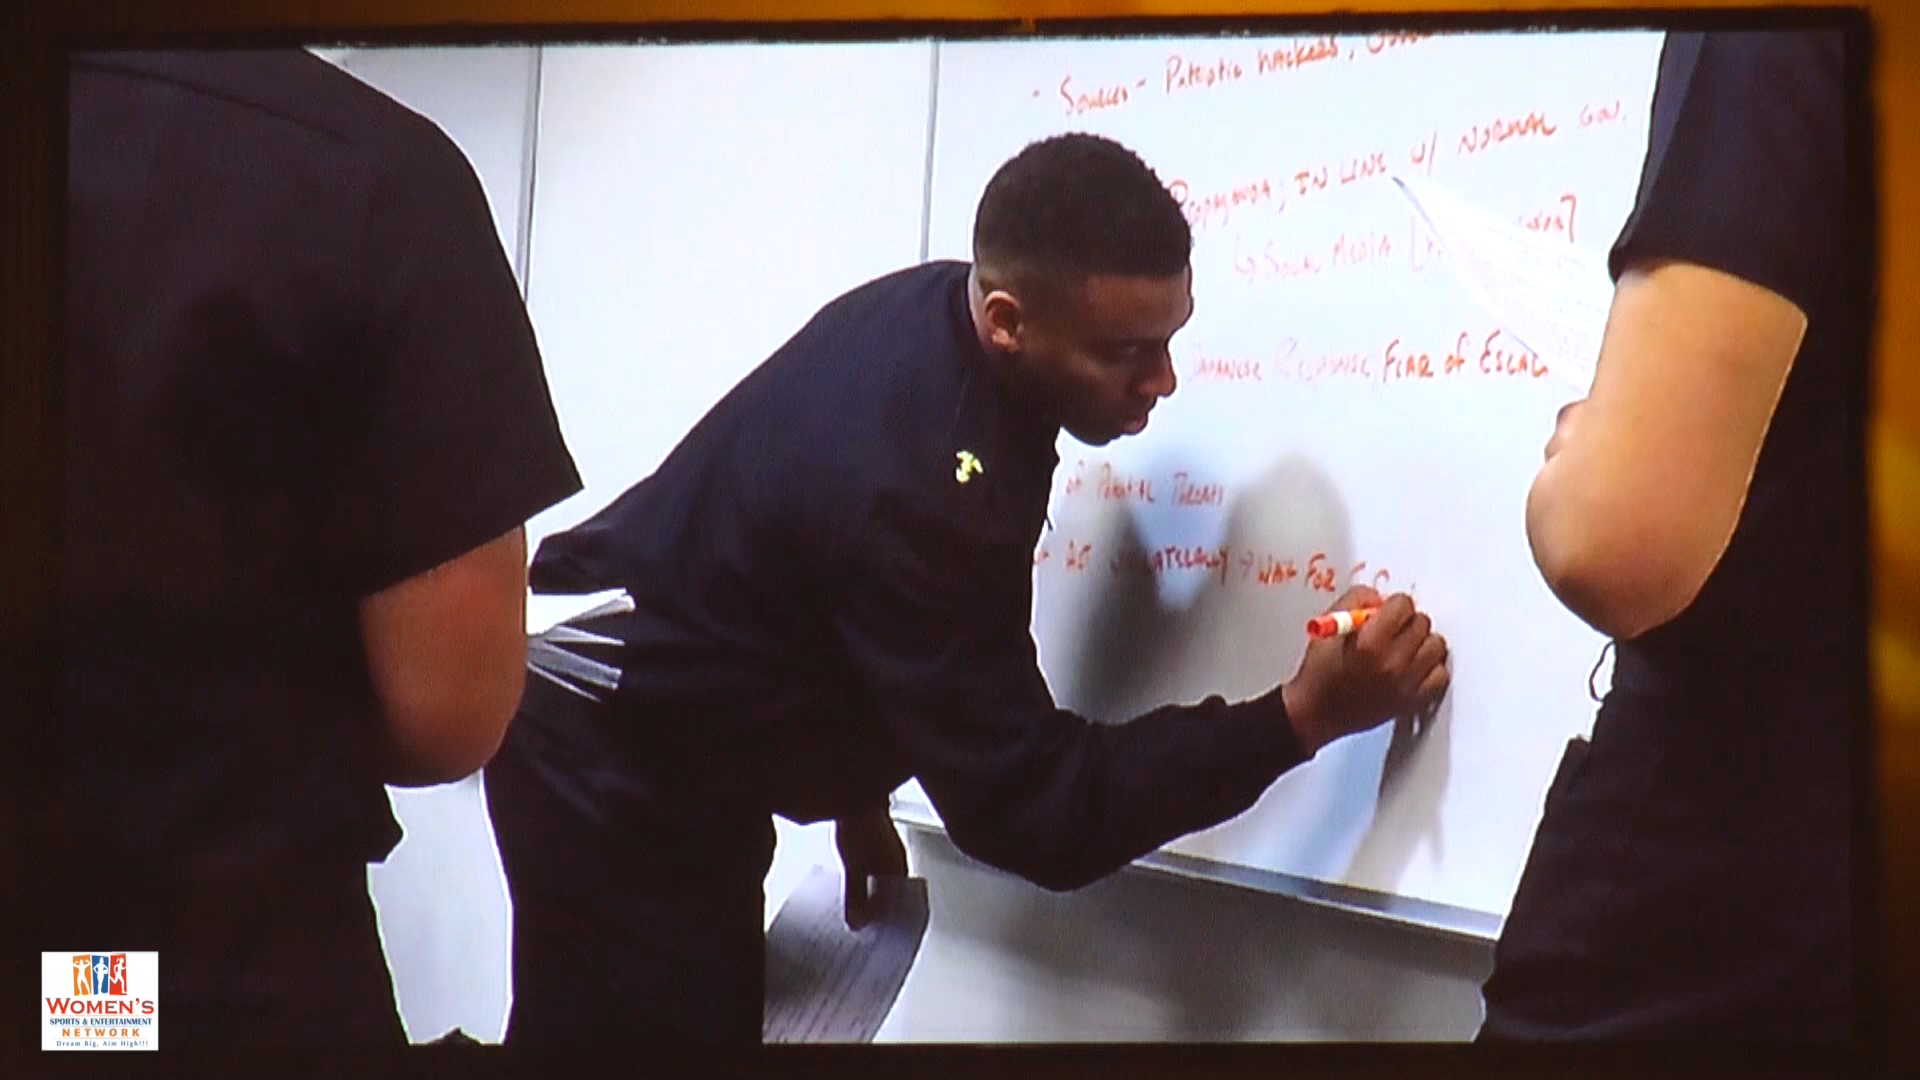 - Sources - Patriotic hackers,
Propaganda, IN LINE w/ NORMAL GOV.
↳ Social Media
Japanese Response FEAR of ESCAL
of Potential Threats
→ WAIT FOR
WOMEN'S
SPORTS & ENTERTAINMENT
NETWORK
Dream Big, Aim High!!!